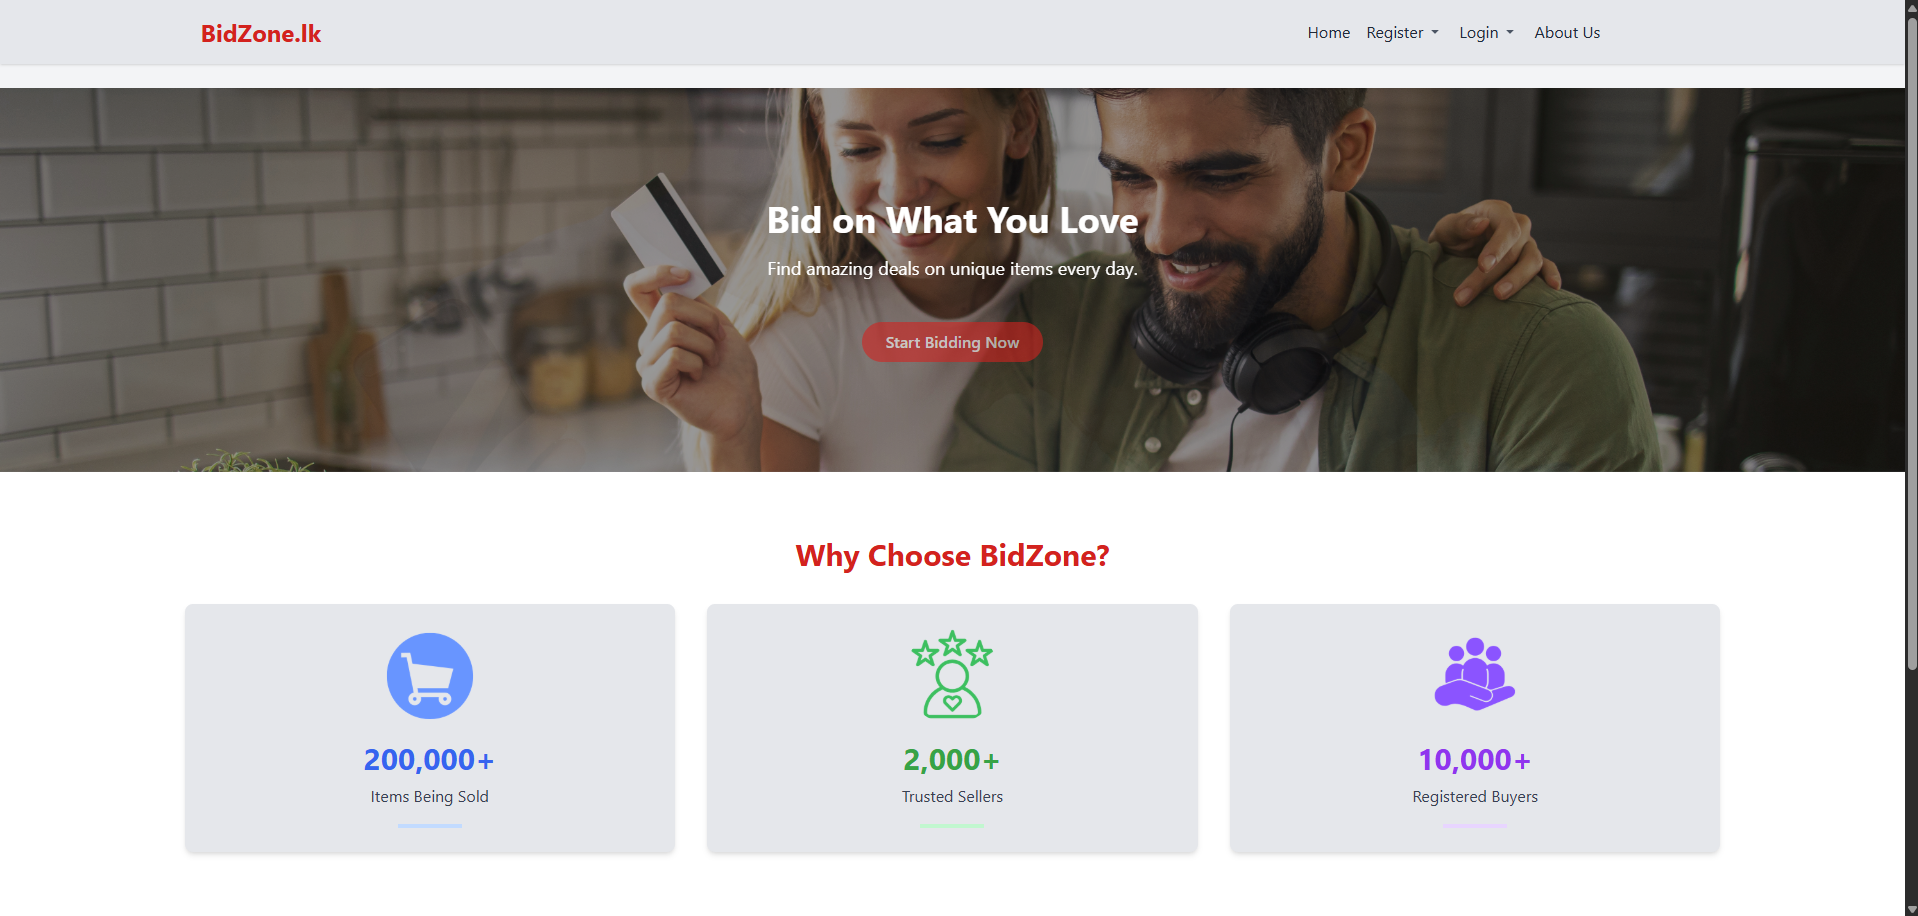 BidZone.lk
Home Register Login About Us
Bid on What You Love
Find amazing deals on unique items every day.
Start Bidding Now
Why Choose BidZone?
200,000+
Items Being Sold
2,000+
Trusted Sellers
10,000+
Registered Buyers